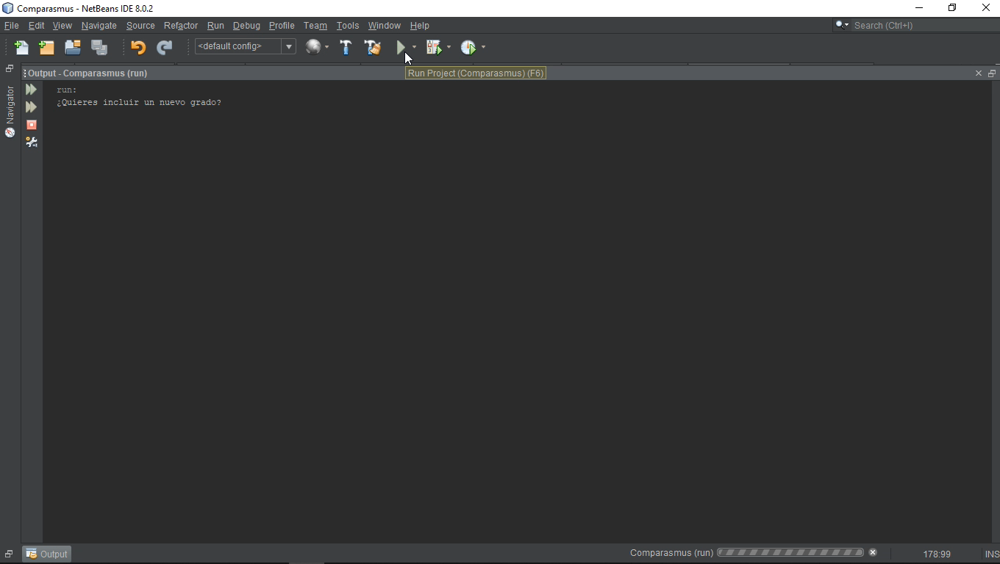 Comparasmus - NetBeans IDE 8.0.2
File Edit View Navigate Source Refactor Run Debug Profile Team Tools Window Help
Search (Ctrl+I)
<default config>
Output - Comparasmus (run)
Run Project (Comparasmus) (F6)
Navigator
run:
¿Quieres incluir un nuevo grado?
Output
Comparasmus (run)
178:99
INS